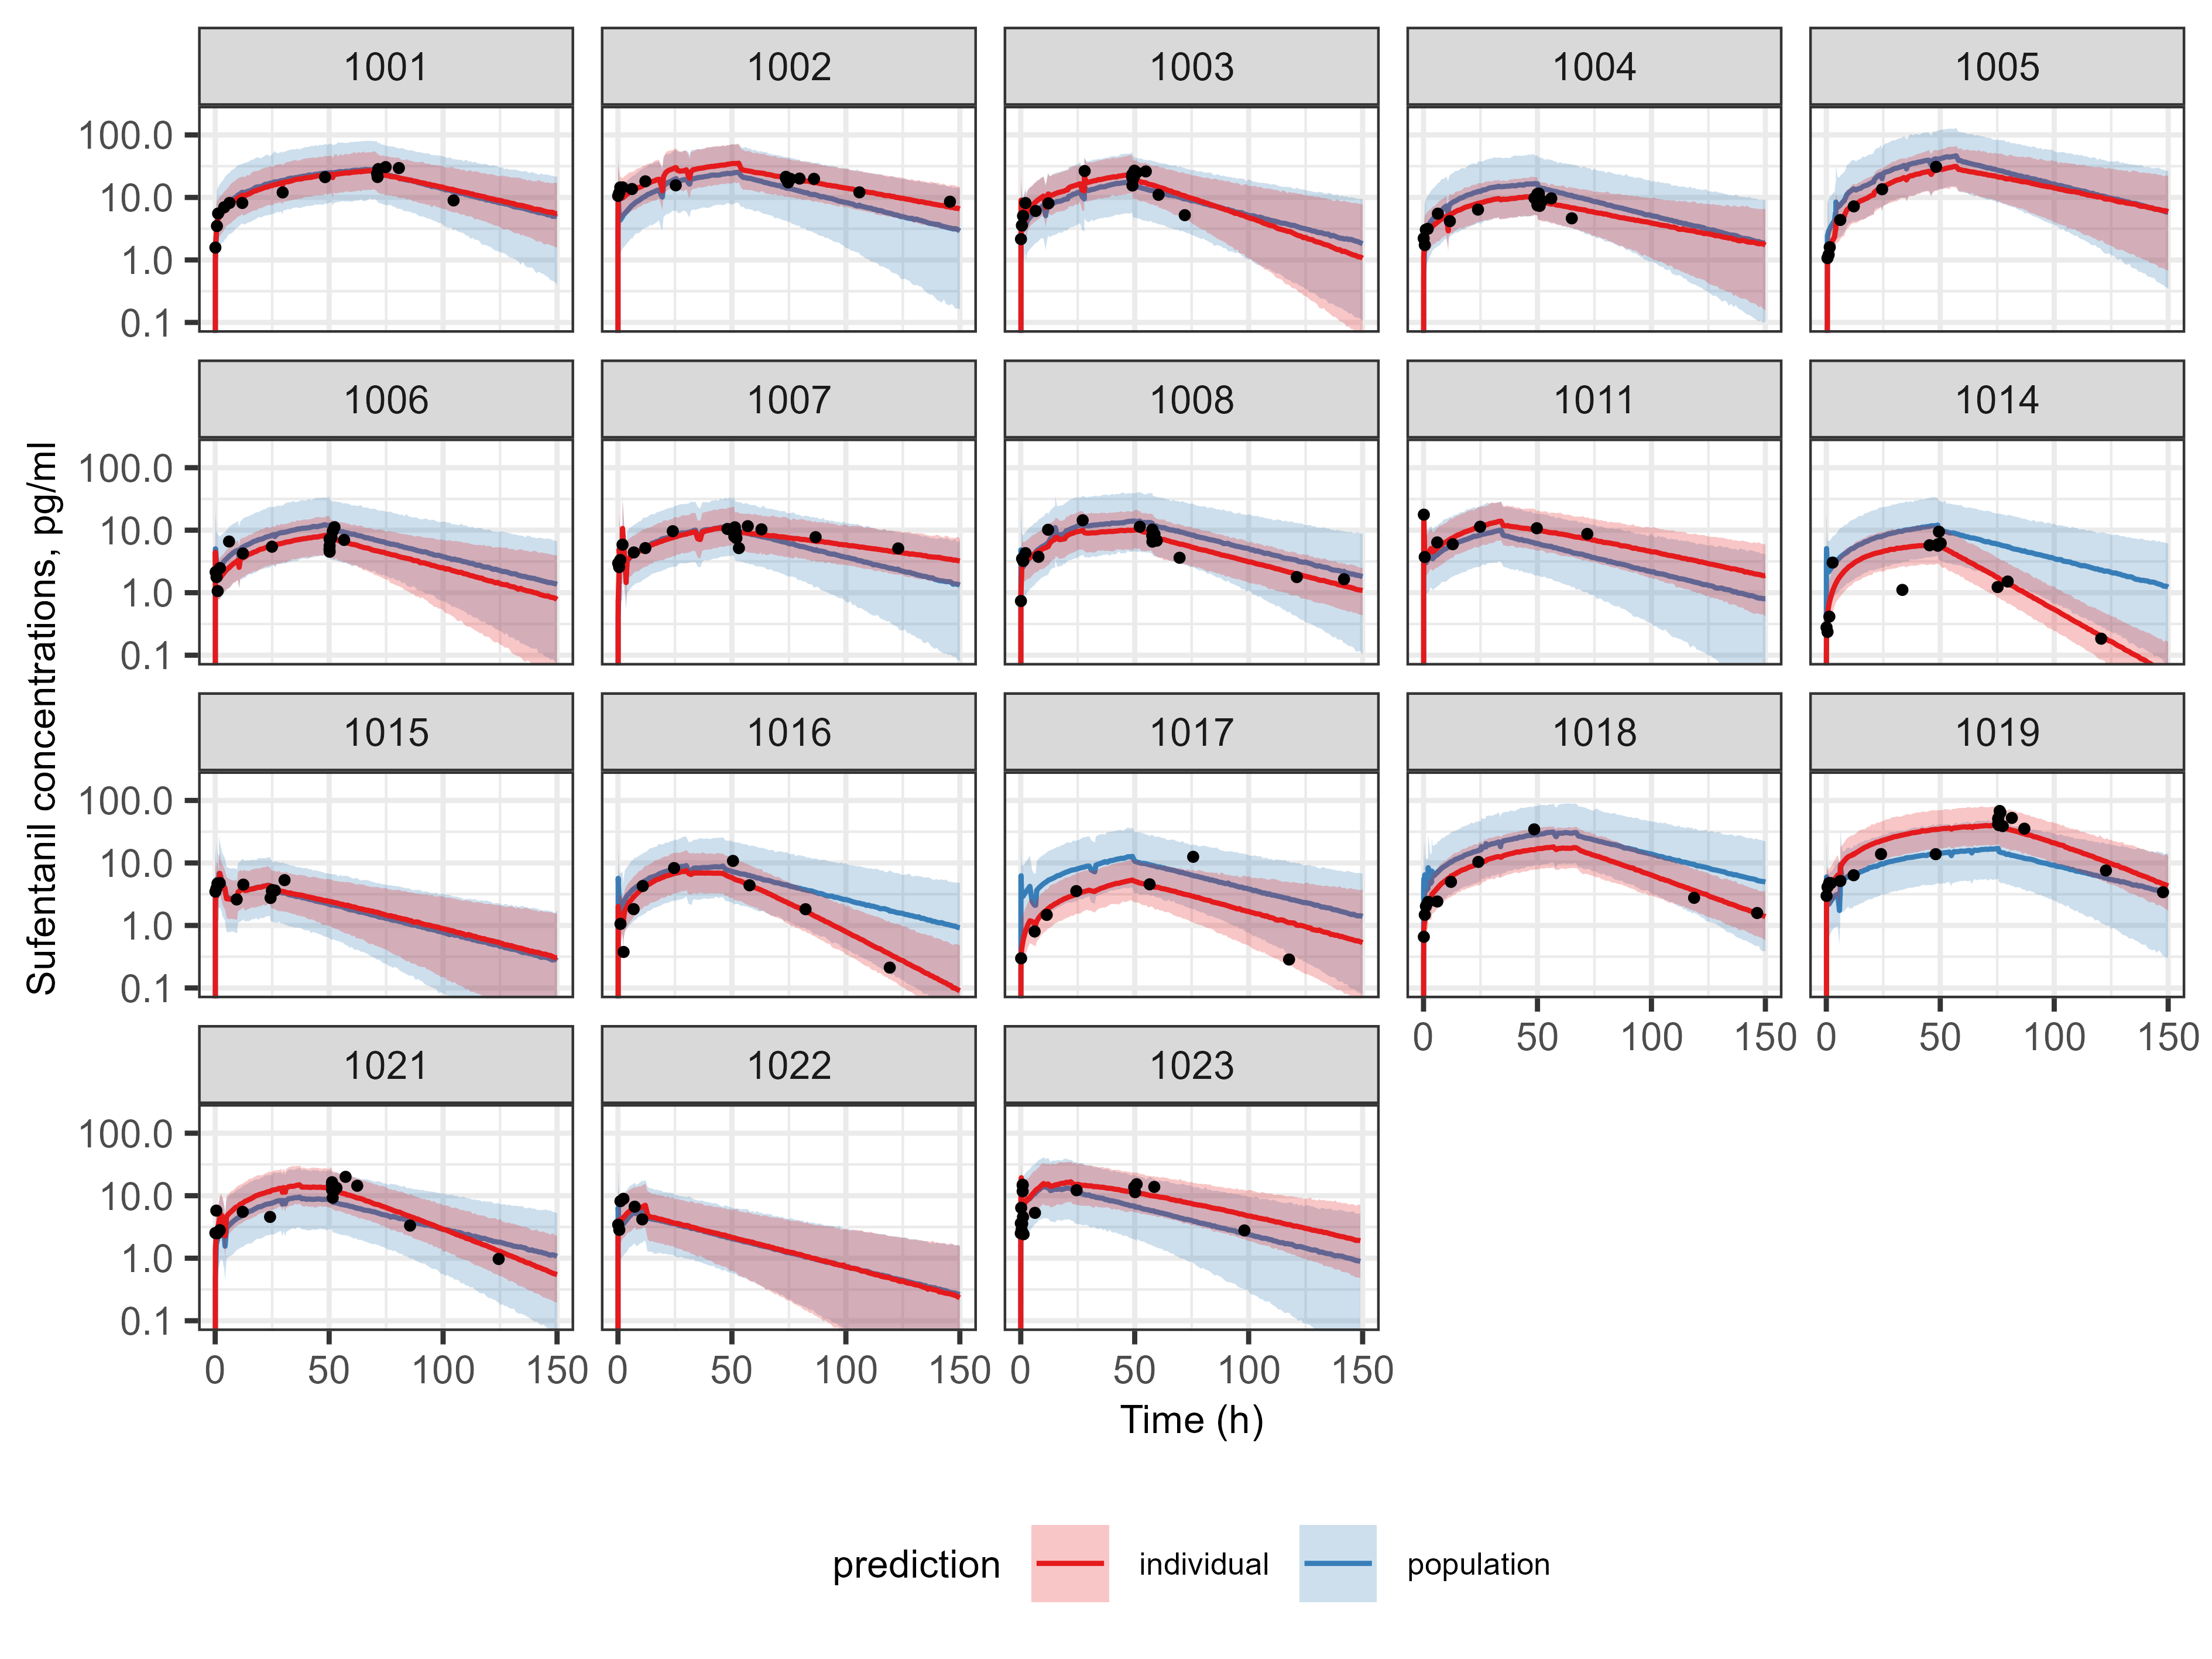 1001 1002 1003 1004 1005
100.0
10.0
1.0
0.1
1006 1007 1008 1011 1014
100.0
10.0
1.0
0.1
1015 1016 1017 1018 1019
100.0
10.0
1.0
0.1
0 50 100 150 0 50 100 150
1021 1022 1023
100.0
10.0
1.0
0.1
0 50 100 150 0 50 100 150 0 50 100 150
Sufentanil concentrations, pg/ml
Time (h)
prediction individual population